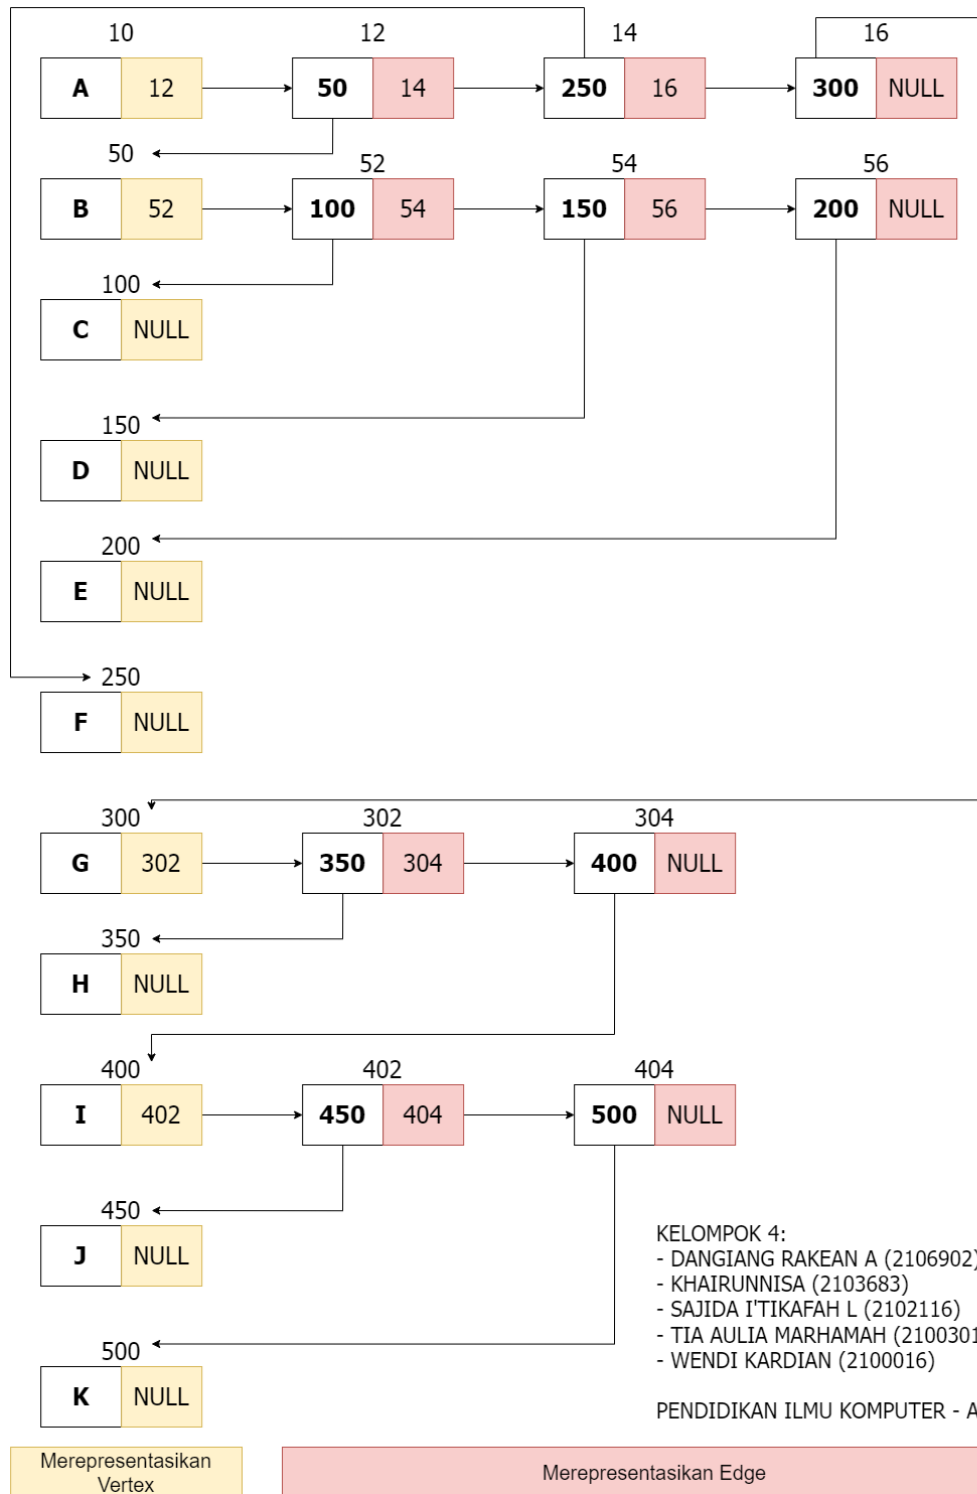 10 12 14 16
A 12 50 14 250 16 300 NULL
50 52 54 56
B 52 100 54 150 56 200 NULL
100
C NULL
150
D NULL
200
E NULL
250
F NULL
300 302 304
G 302 350 304 400 NULL
350
H NULL
400 402 404
I 402 450 404 500 NULL
450
J NULL
KELOMPOK 4:
- DANGIANG RAKEAN A (2106902)
- KHAIRUNNISA (2103683)
- SAJIDA I'TIKAFAH L (2102116)
- TIA AULIA MARHAMAH (2100301
- WENDI KARDIAN (2100016)
PENDIDIKAN ILMU KOMPUTER - A
500
K NULL
Merepresentasikan
Vertex
Merepresentasikan Edge